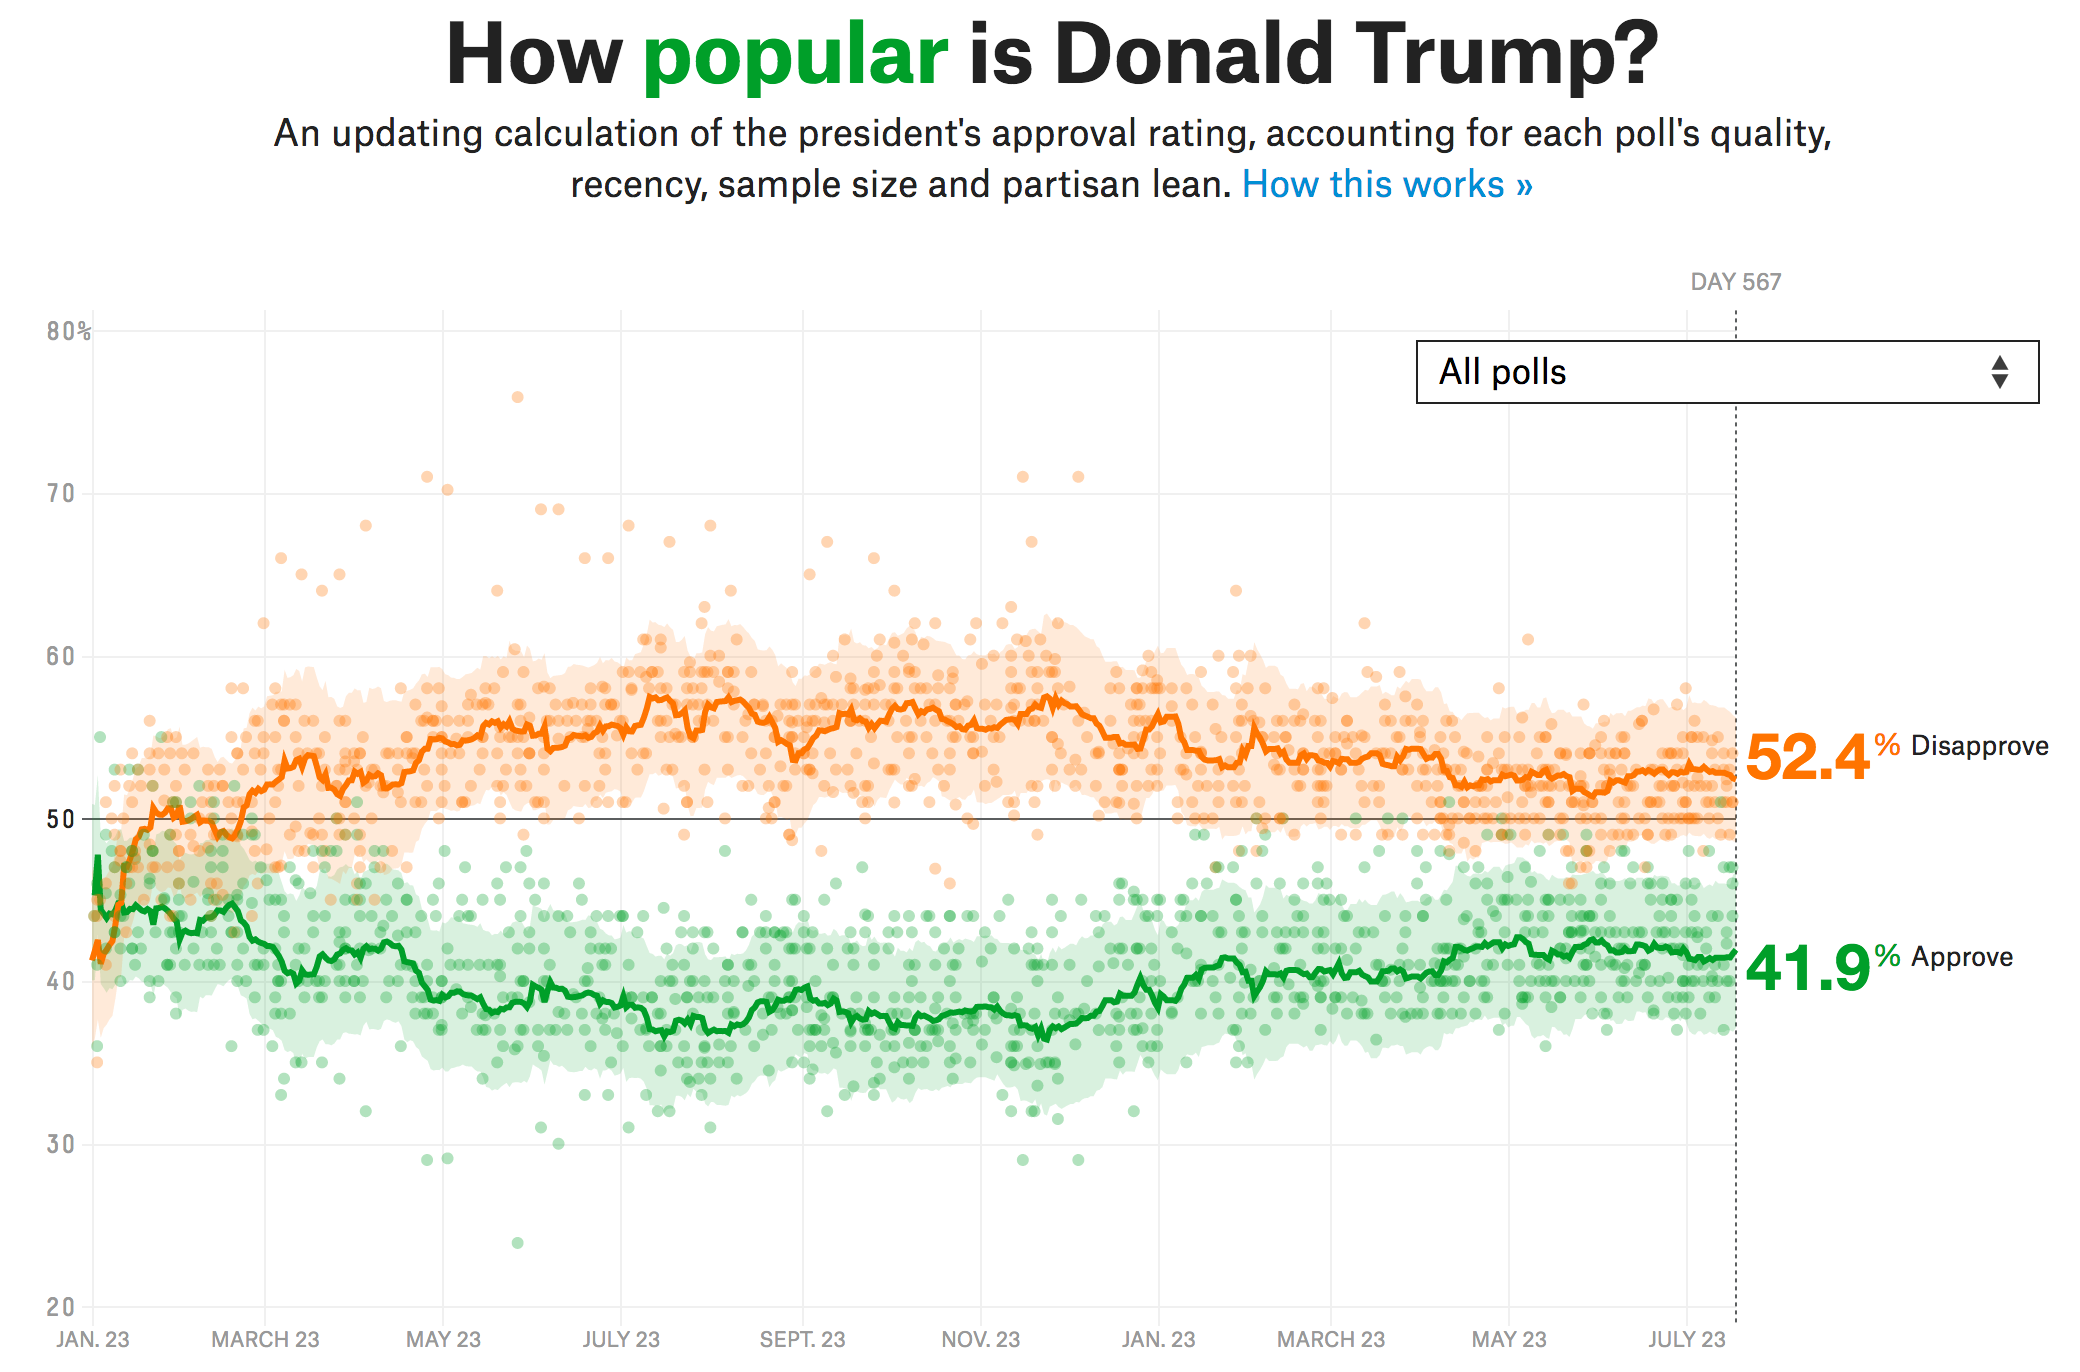 How popular is Donald Trump?
An updating calculation of the president's approval rating, accounting for each poll's quality,
recency, sample size and partisan lean. How this works »
DAY 567
80%
All polls
70
60
52.4% Disapprove
50
41.9% Approve
40
30
20
JAN. 23 MARCH 23 MAY 23 JULY 23 SEPT. 23 NOV. 23 JAN. 23 MARCH 23 MAY 23 JULY 23